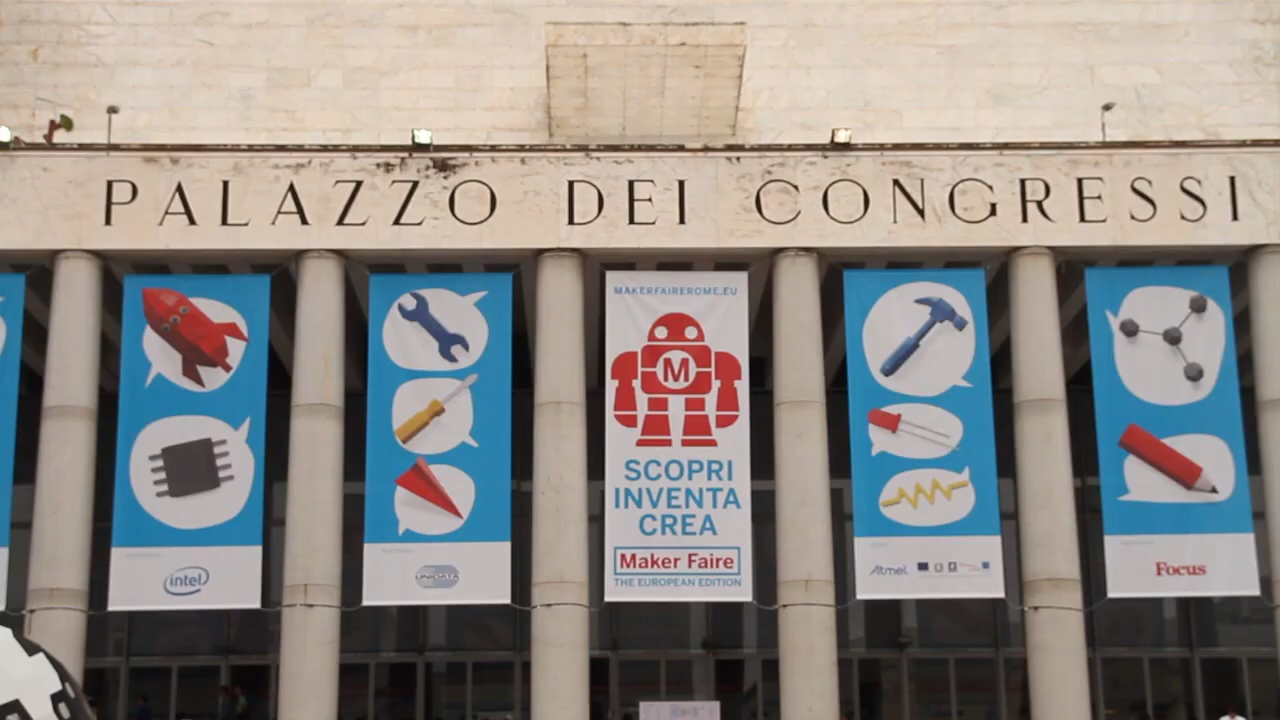 PALAZZO DEI CONGRESSI
MAKERFAIREROME.EU
M
SCOPRI
INVENTA
CREA
Maker Faire
THE EUROPEAN EDITION
intel
UNIDATA
Atmel
Focus